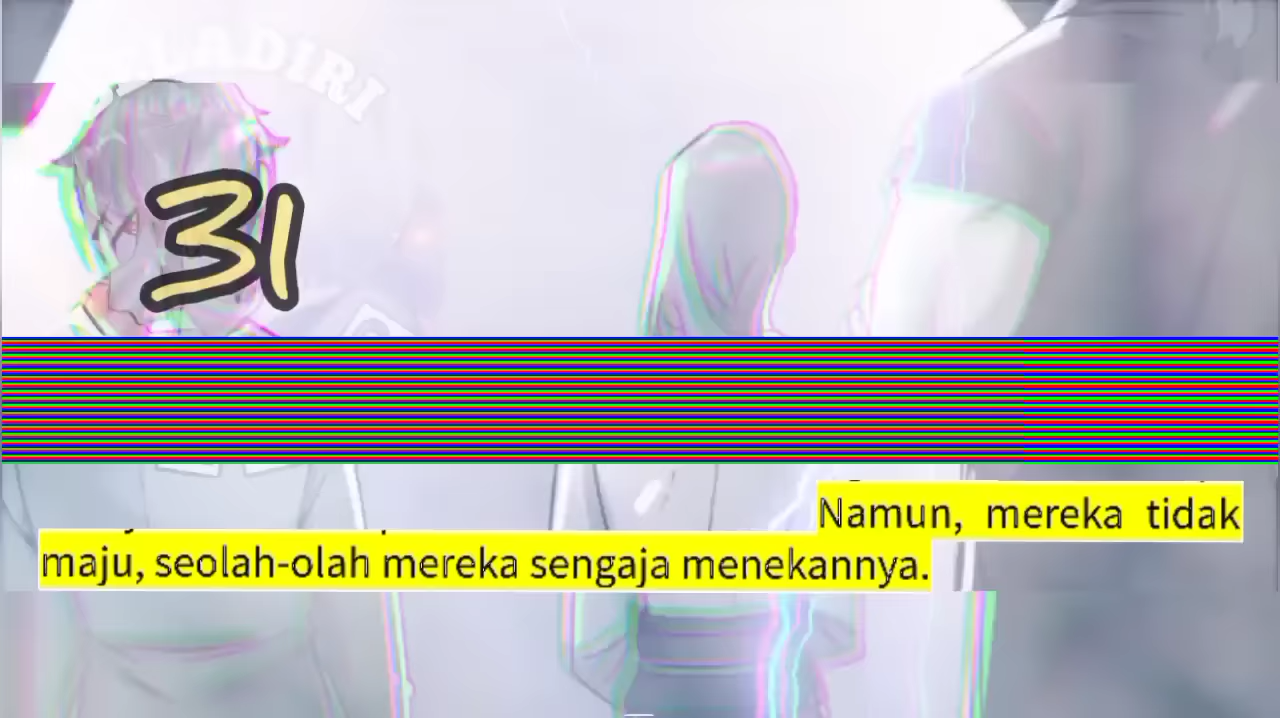 31
Namun, mereka tidak
maju, seolah-olah mereka sengaja menekannya.